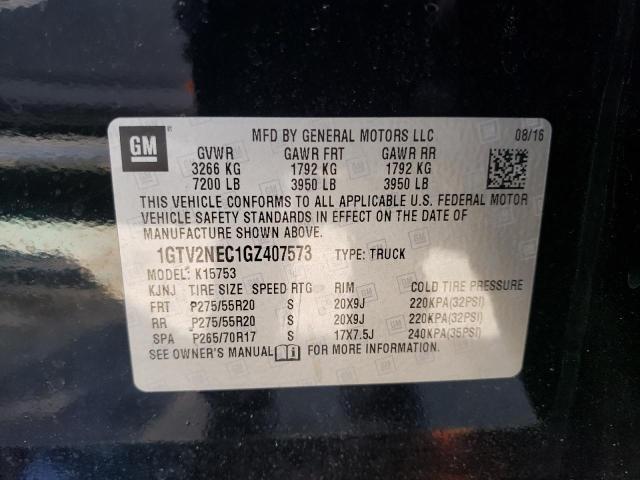 GM
MFD BY GENERAL MOTORS LLC 08/16
GVWR GAWR FRT GAWR RR
3266 KG 1792 KG 1792 KG
7200 LB 3950 LB 3950 LB
THIS VEHICLE CONFORMS TO ALL APPLICABLE U.S. FEDERAL MOTOR
VEHICLE SAFETY STANDARDS IN EFFECT ON THE DATE OF
MANUFACTURE SHOWN ABOVE.
1GTV2NEC1GZ407573 TYPE: TRUCK
MODEL: K15753
KJNJ TIRE SIZE SPEED RTG RIM COLD TIRE PRESSURE
FRT P275/55R20 S 20X9J 220KPA(32PSI)
RR P275/55R20 S 20X9J 220KPA(32PSI)
SPA P265/70R17 S 17X7.5J 240KPA(35PSI)
SEE OWNER'S MANUAL FOR MORE INFORMATION.